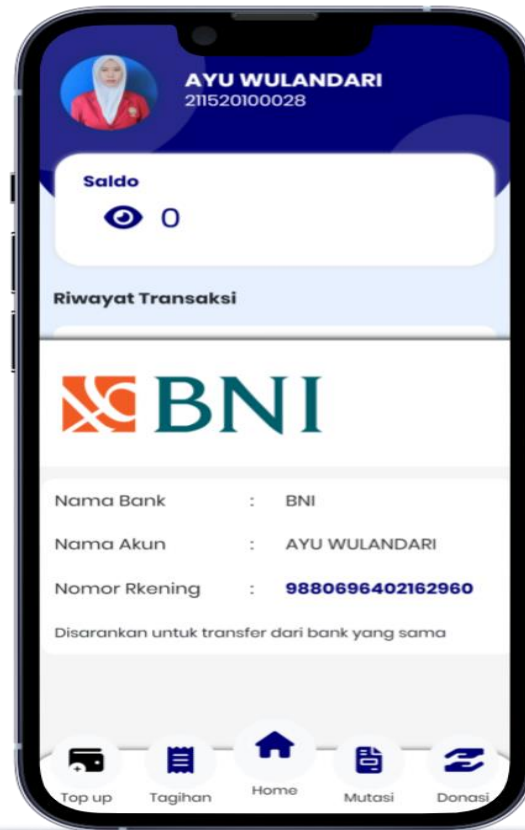 AYU WULANDARI
211520100028
Saldo
0
Riwayat Transaksi
BNI
Nama Bank : BNI
Nama Akun : AYU WULANDARI
Nomor Rkening : 9880696402162960
Disarankan untuk transfer dari bank yang sama
Top up Tagihan Home Mutasi Donasi